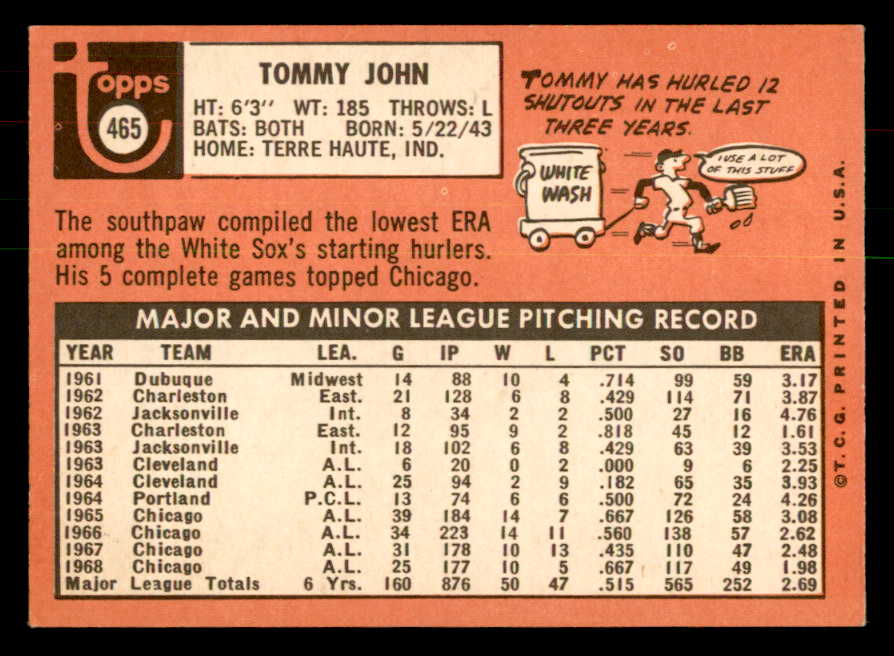 Topps
465
TOMMY JOHN
HT: 6'3" WT: 185 THROWS: L
BATS: BOTH BORN: 5/22/43
HOME: TERRE HAUTE, IND.
TOMMY HAS HURLED 12
SHUTOUTS IN THE LAST
THREE YEARS.
WHITE
WASH
I USE A LOT
OF THIS STUFF
The southpaw compiled the lowest ERA
among the White Sox's starting hurlers.
His 5 complete games topped Chicago.
MAJOR AND MINOR LEAGUE PITCHING RECORD
YEAR TEAM LEA. G IP W L PCT SO BB ERA
1961 Dubuque Midwest 14 88 10 4 .714 99 59 3.17
1962 Charleston East. 21 128 6 8 .429 114 71 3.87
1962 Jacksonville Int. 8 34 2 2 .500 27 16 4.76
1963 Charleston East. 12 95 9 2 .818 45 12 1.61
1963 Jacksonville Int. 18 102 6 8 .429 63 39 3.53
1963 Cleveland A.L. 6 20 0 2 .000 9 6 2.25
1964 Cleveland A.L. 25 94 2 9 .182 65 35 3.93
1964 Portland P.C.L. 13 74 6 6 .500 72 24 4.26
1965 Chicago A.L. 39 184 14 7 .667 126 58 3.08
1966 Chicago A.L. 34 223 14 11 .560 138 57 2.62
1967 Chicago A.L. 31 178 10 13 .435 110 47 2.48
1968 Chicago A.L. 25 177 10 5 .667 117 49 1.98
Major League Totals 6 Yrs. 160 876 50 47 .515 565 252 2.69
©T.C.G. PRINTED IN U.S.A.